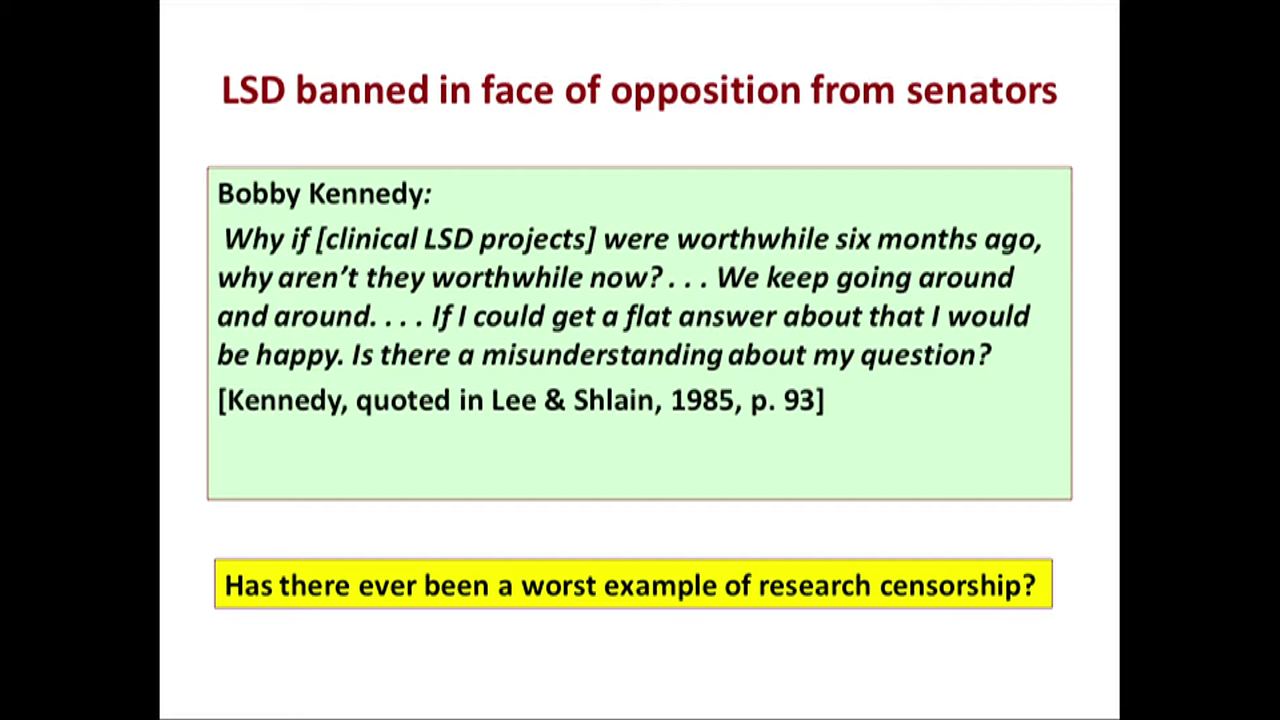 LSD banned in face of opposition from senators
Bobby Kennedy:
Why if [clinical LSD projects] were worthwhile six months ago,
why aren’t they worthwhile now? . . . We keep going around
and around. . . . If I could get a flat answer about that I would
be happy. Is there a misunderstanding about my question?
[Kennedy, quoted in Lee & Shlain, 1985, p. 93]
Has there ever been a worst example of research censorship?